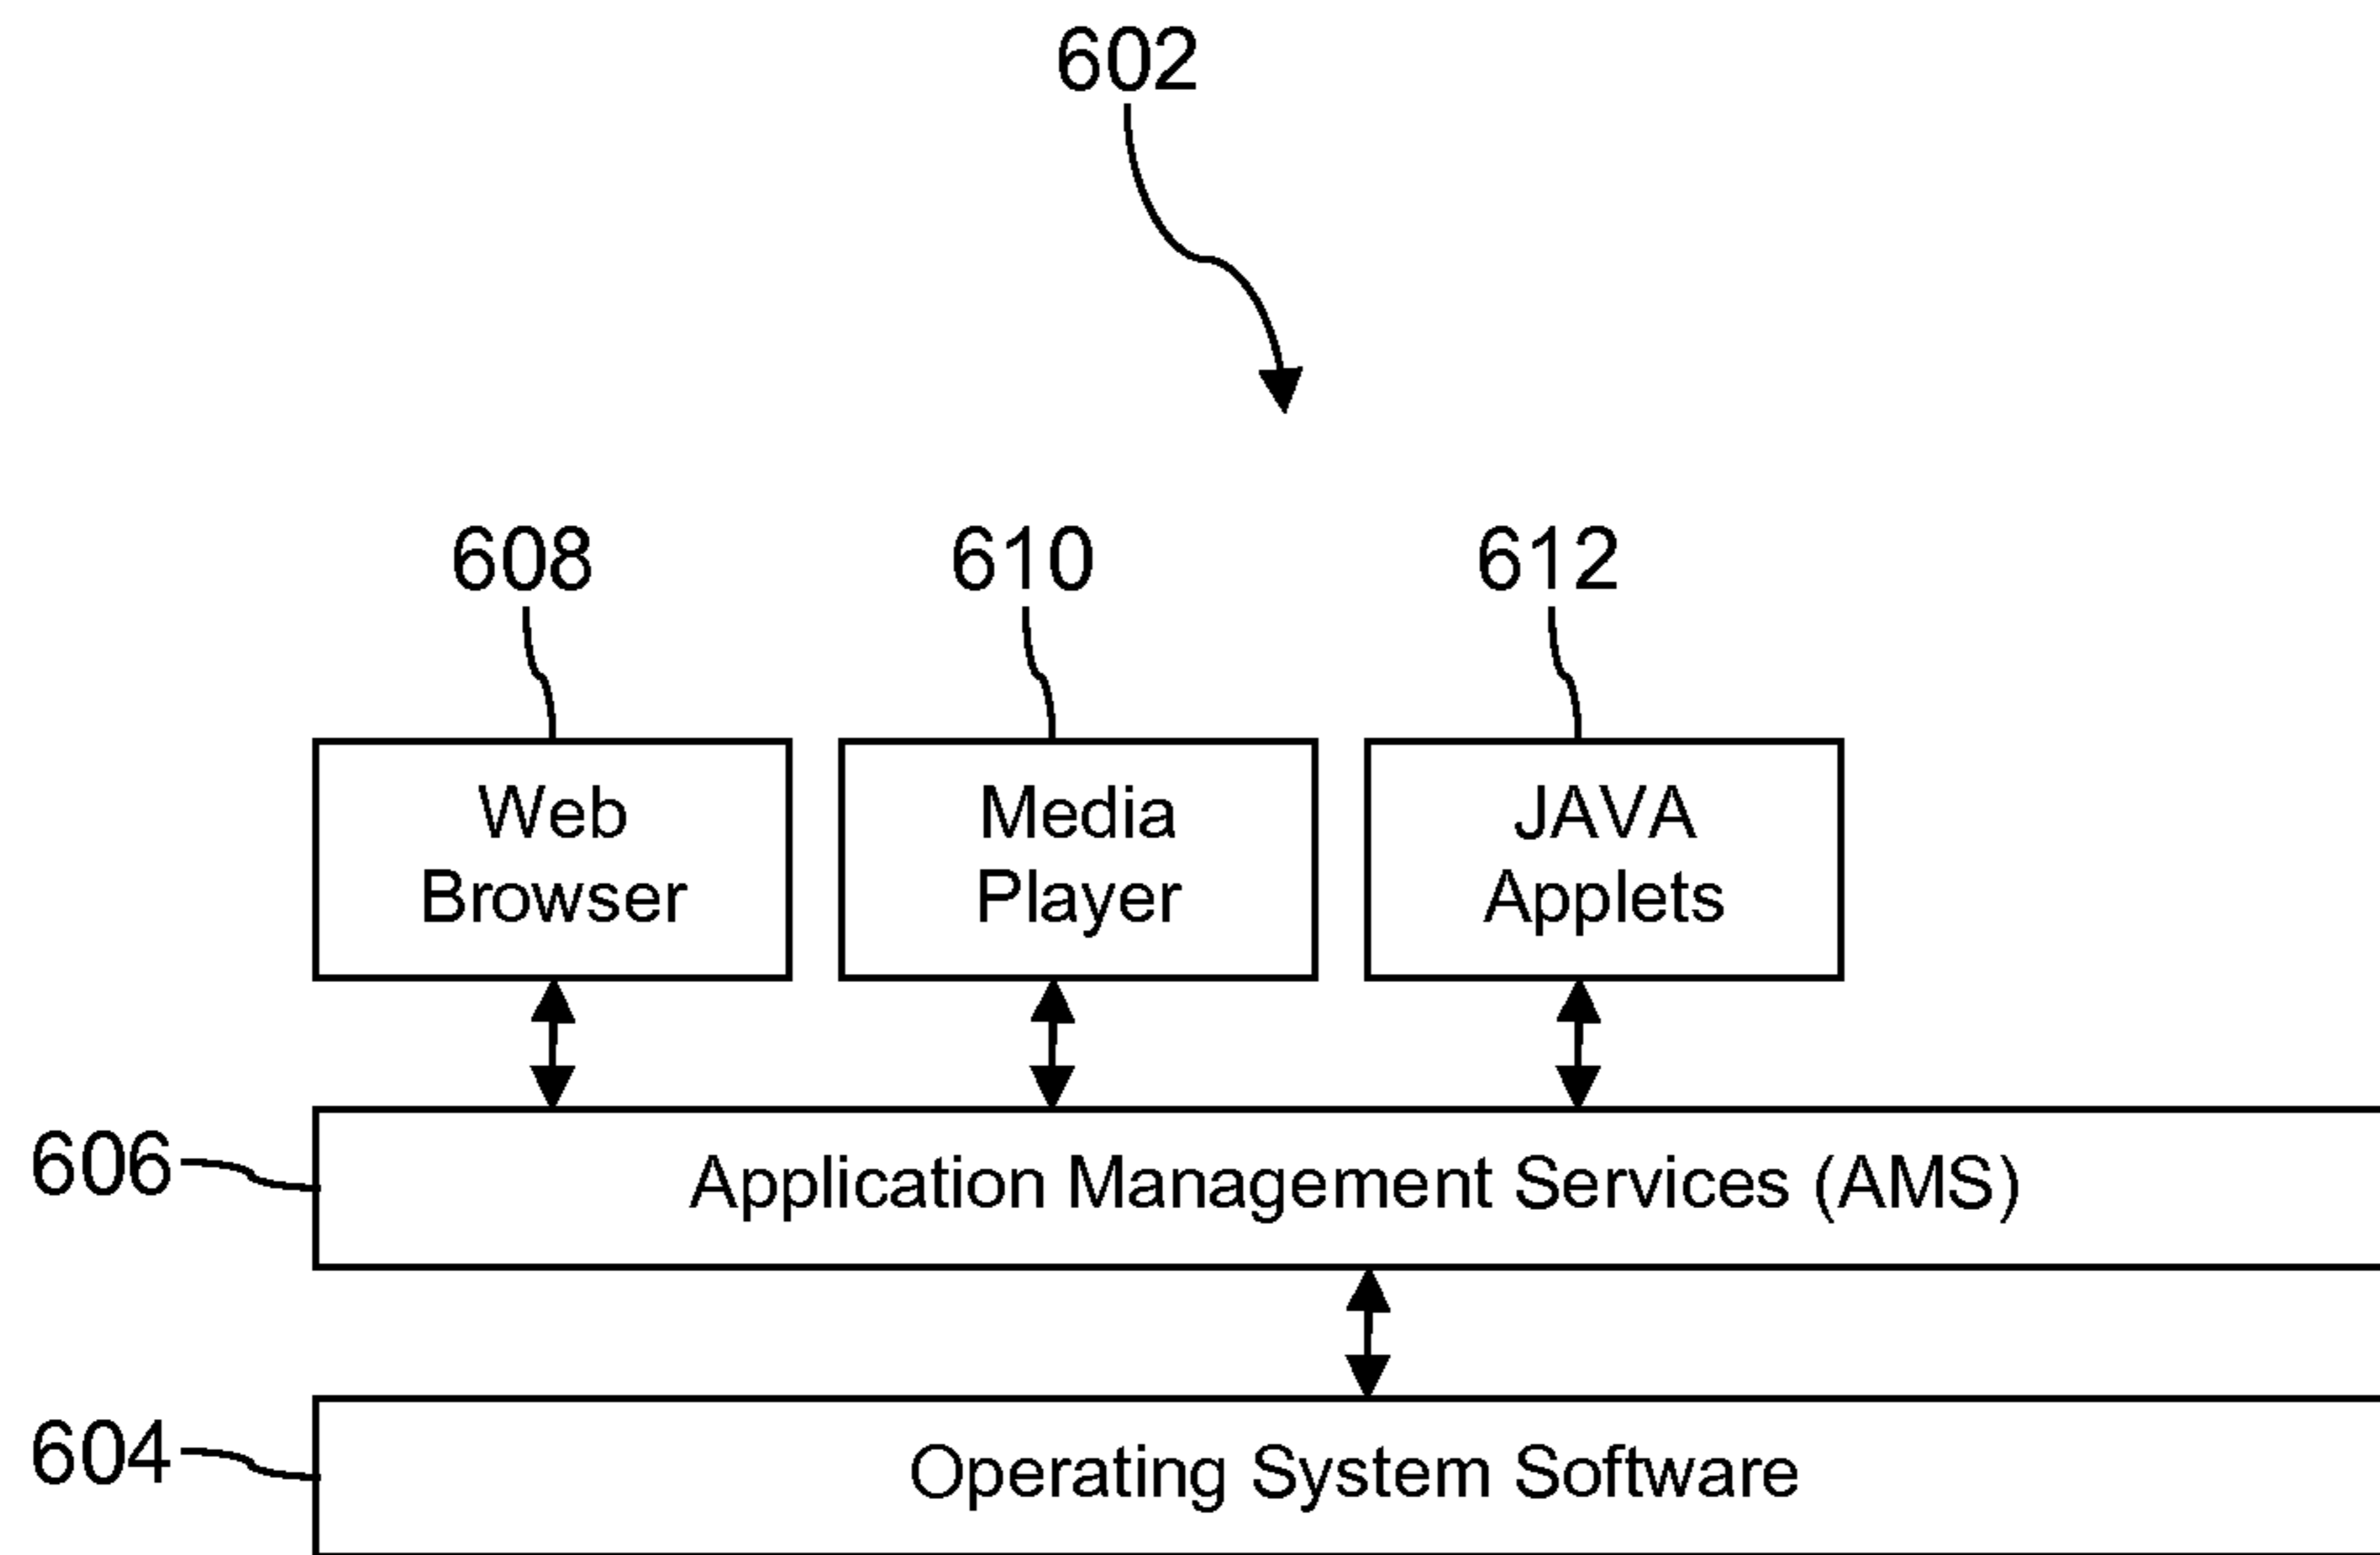 602
608
610
612
Web
Browser
Media
Player
JAVA
Applets
606
Application Management Services (AMS)
604
Operating System Software